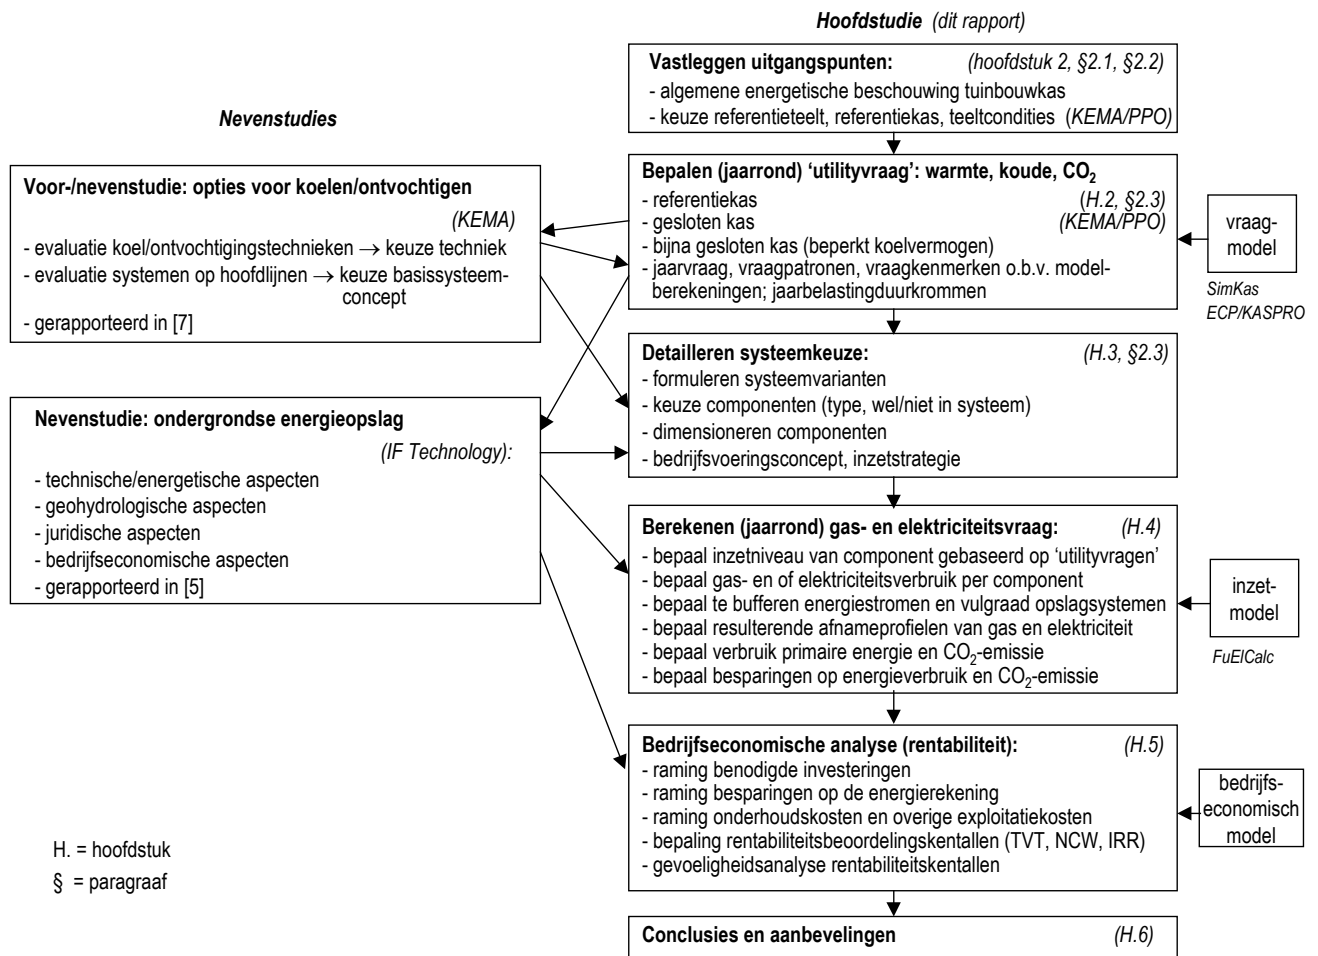 Hoofdstudie (dit rapport)
Vastleggen uitgangspunten: (hoofdstuk 2, §2.1, §2.2)
- algemene energetische beschouwing tuinbouwkas
- keuze referentieteelt, referentiekas, teeltcondities (KEMA/PPO)
Nevenstudies
Voor-/nevenstudie: opties voor koelen/ontvochtigen
(KEMA)
- evaluatie koel/ontvochtigingstechnieken → keuze techniek
- evaluatie systemen op hoofdlijnen → keuze basissysteem-
concept
- gerapporteerd in [7]
Bepalen (jaarrond) ‘utilityvraag’: warmte, koude, CO₂
- referentiekas (H.2, §2.3)
- gesloten kas (KEMA/PPO)
- bijna gesloten kas (beperkt koelvermogen)
- jaarvraag, vraagpatronen, vraagkenmerken o.b.v. model-
berekeningen; jaarbelastingduurkrommen
vraag-
model
SimKas
ECP/KASPRO
Detailleren systeemkeuze: (H.3, §2.3)
- formuleren systeemvarianten
- keuze componenten (type, wel/niet in systeem)
- dimensioneren componenten
- bedrijfsvoeringsconcept, inzetstrategie
Nevenstudie: ondergrondse energieopslag
(IF Technology):
- technische/energetische aspecten
- geohydrologische aspecten
- juridische aspecten
- bedrijfseconomische aspecten
- gerapporteerd in [5]
Berekenen (jaarrond) gas- en elektriciteitsvraag: (H.4)
- bepaal inzetniveau van component gebaseerd op ‘utilityvragen’
- bepaal gas- en of elektriciteitsverbruik per component
- bepaal te bufferen energiestromen en vulgraad opslagsystemen
- bepaal resulterende afnameprofielen van gas en elektriciteit
- bepaal verbruik primaire energie en CO₂-emissie
- bepaal besparingen op energieverbruik en CO₂-emissie
inzet-
model
FuElCalc
Bedrijfseconomische analyse (rentabiliteit): (H.5)
- raming benodigde investeringen
- raming besparingen op de energierekening
- raming onderhoudskosten en overige exploitatiekosten
- bepaling rentabiliteitsbeoordelingskentallen (TVT, NCW, IRR)
- gevoeligheidsanalyse rentabiliteitskentallen
bedrijfs-
economisch
model
H. = hoofdstuk
§ = paragraaf
Conclusies en aanbevelingen (H.6)